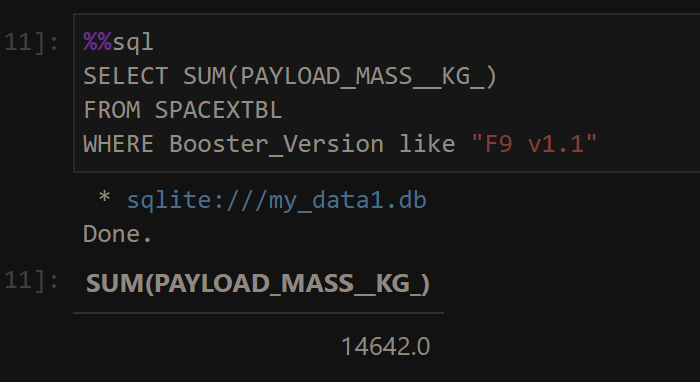 11]:
%%sql
SELECT SUM(PAYLOAD_MASS__KG_)
FROM SPACEXTBL
WHERE Booster_Version like "F9 v1.1"
* sqlite:///my_data1.db
Done.
11]:
SUM(PAYLOAD_MASS__KG_)
14642.0